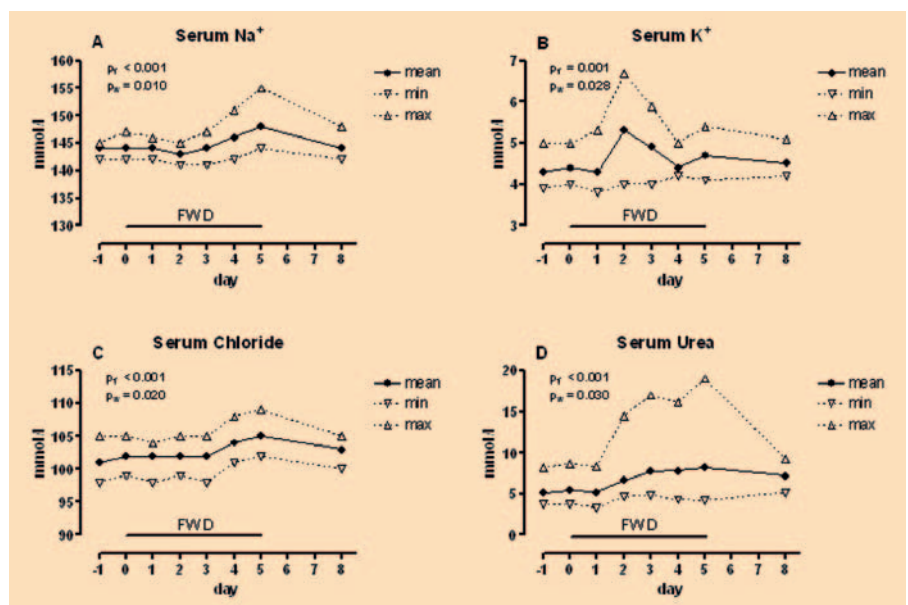 A
Serum Na+
pf < 0.001
pw = 0.010
mean
min
max
mmol/l
160
155
150
145
140
135
130
FWD
-1 0 1 2 3 4 5 6 7 8
day
B
Serum K+
pf = 0.001
pw = 0.028
mean
min
max
mmol/l
7
6
5
4
3
FWD
-1 0 1 2 3 4 5 6 7 8
day
C
Serum Chloride
pf < 0.001
pw = 0.020
mean
min
max
mmol/l
115
110
105
100
95
90
FWD
-1 0 1 2 3 4 5 6 7 8
day
D
Serum Urea
pf < 0.001
pw = 0.030
mean
min
max
mmol/l
20
15
10
5
0
FWD
-1 0 1 2 3 4 5 6 7 8
day